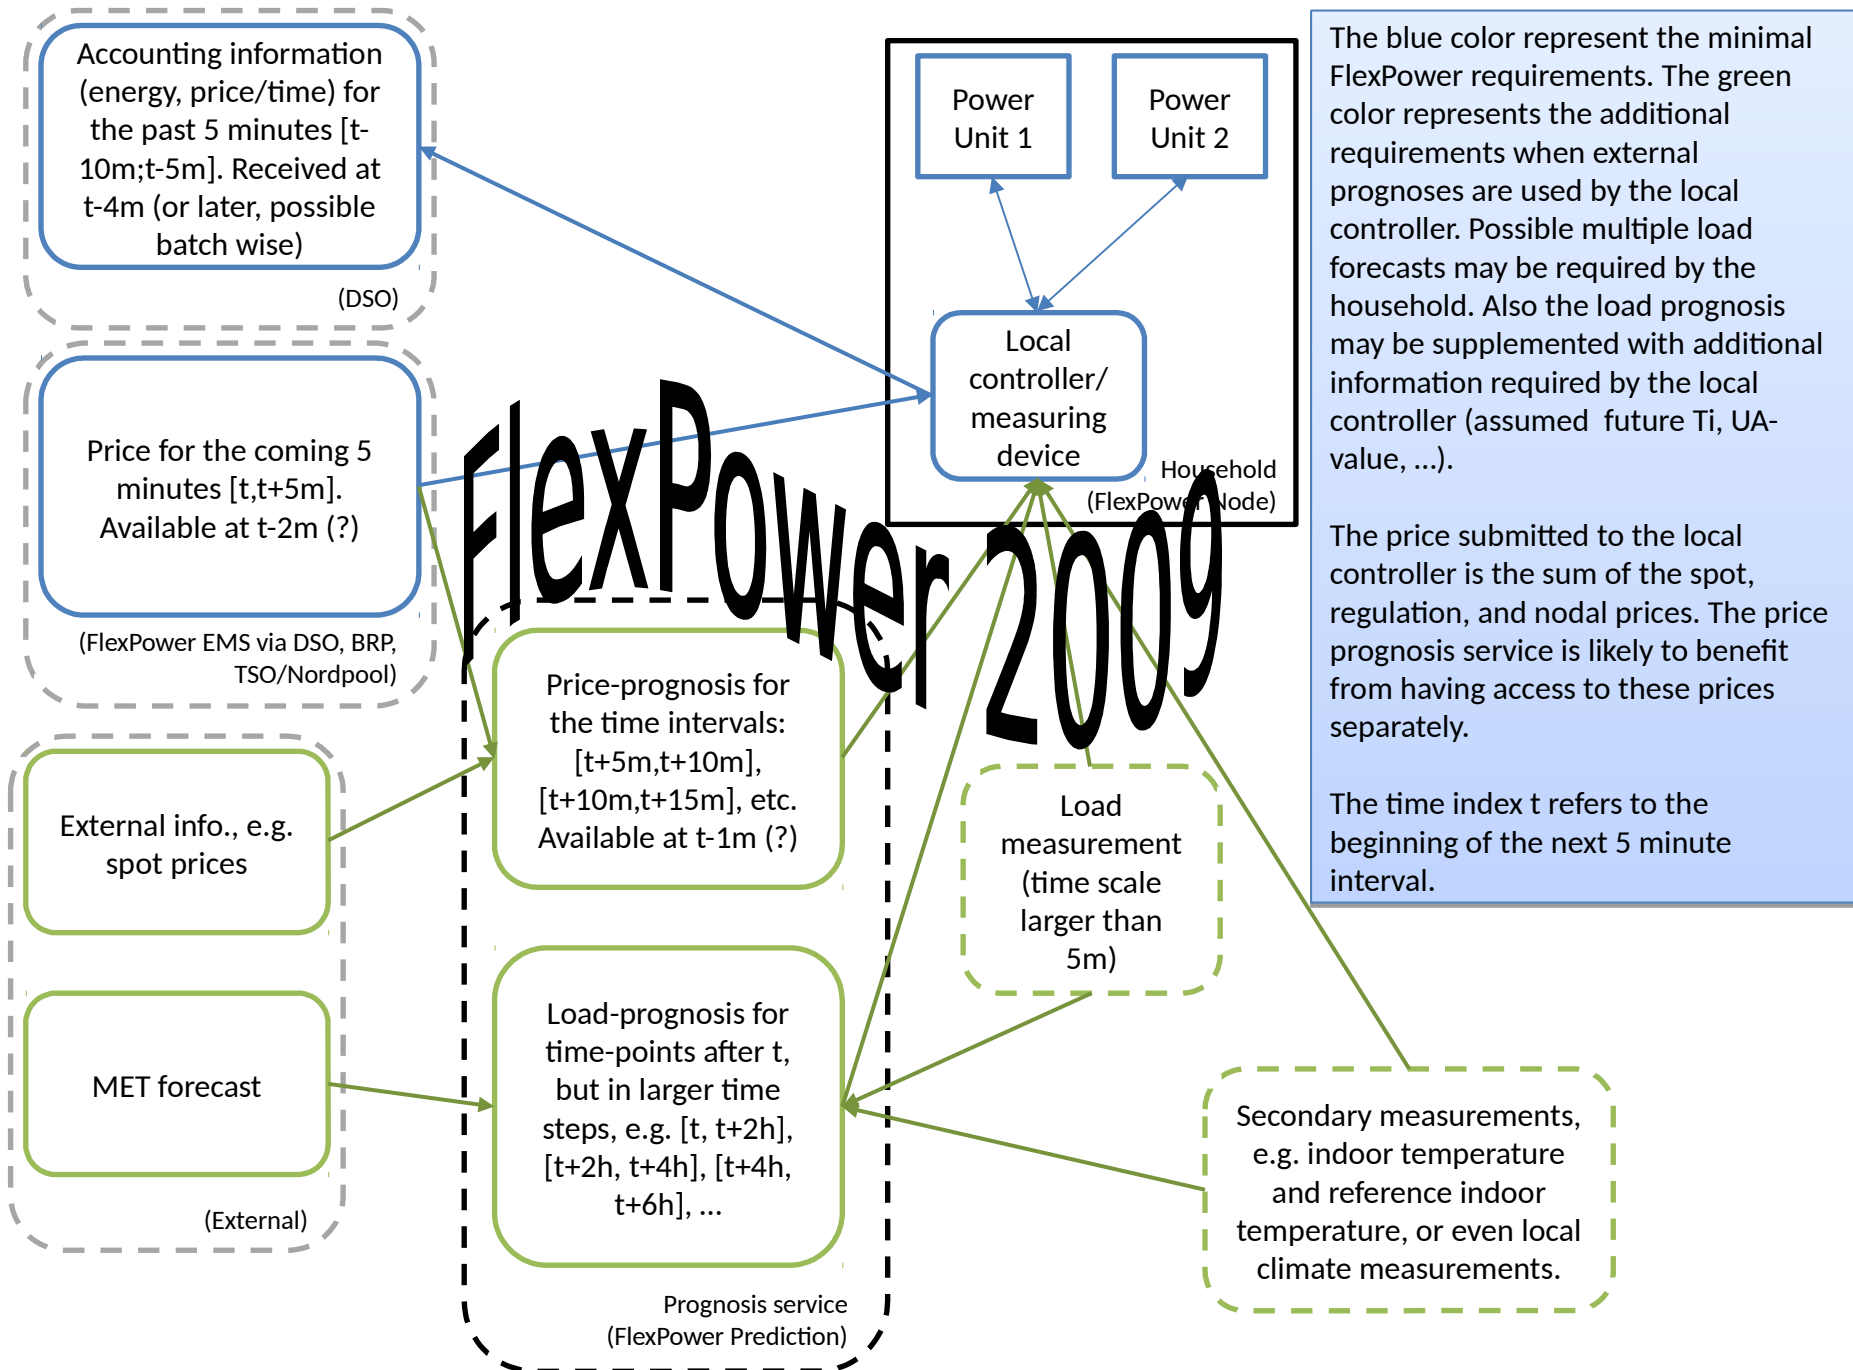 Accounting information
(energy, price/time) for
the past 5 minutes [t-
10m;t-5m]. Received at
t-4m (or later, possible
batch wise)
(DSO)
Price for the coming 5
minutes [t,t+5m].
Available at t-2m (?)
(FlexPower EMS via DSO, BRP,
TSO/Nordpool)
External info., e.g.
spot prices
MET forecast
(External)
FlexPower 2009
Price-prognosis for
the time intervals:
[t+5m,t+10m],
[t+10m,t+15m], etc.
Available at t-1m (?)
Load-prognosis for
time-points after t,
but in larger time
steps, e.g. [t, t+2h],
[t+2h, t+4h], [t+4h,
t+6h], ...
Prognosis service
(FlexPower Prediction)
Power
Unit 1
Power
Unit 2
Local
controller/
measuring
device
Household
(FlexPower Node)
Load
measurement
(time scale
larger than
5m)
Secondary measurements,
e.g. indoor temperature
and reference indoor
temperature, or even local
climate measurements.
The blue color represent the minimal
FlexPower requirements. The green
color represents the additional
requirements when external
prognoses are used by the local
controller. Possible multiple load
forecasts may be required by the
household. Also the load prognosis
may be supplemented with additional
information required by the local
controller (assumed  future Ti, UA-
value, ...).
The price submitted to the local
controller is the sum of the spot,
regulation, and nodal prices. The price
prognosis service is likely to benefit
from having access to these prices
separately.
The time index t refers to the
beginning of the next 5 minute
interval.